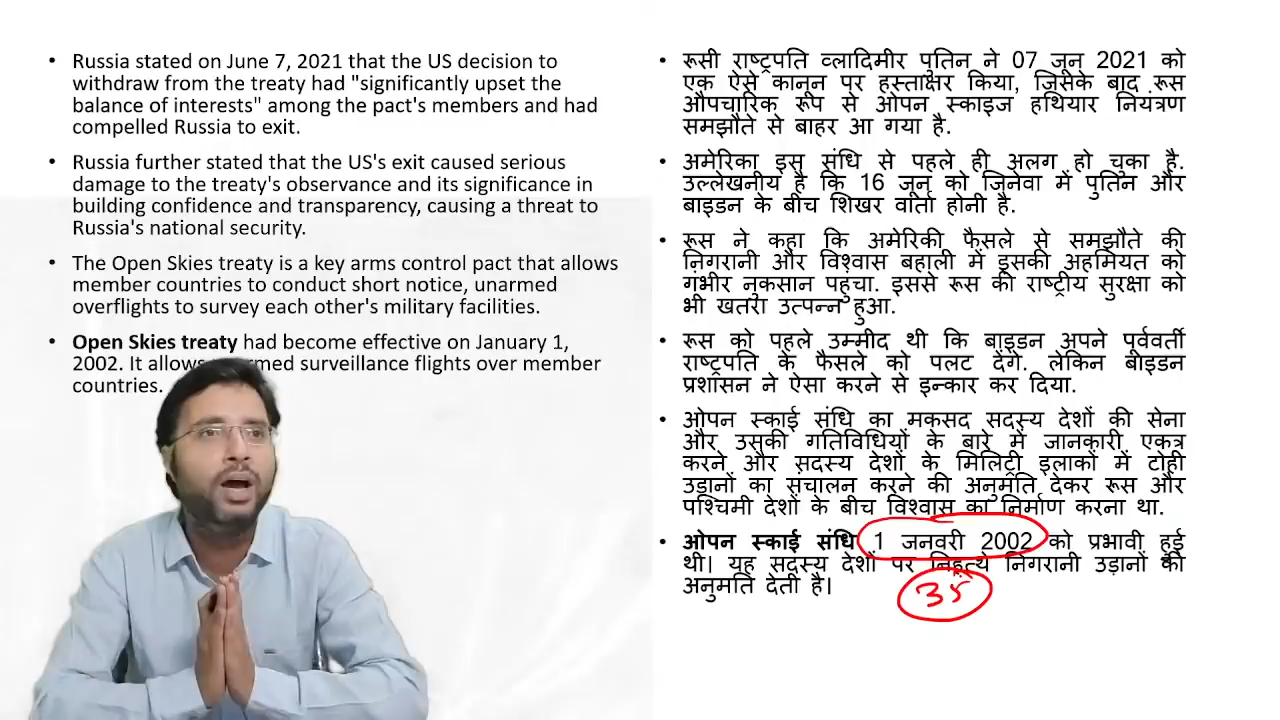 • Russia stated on June 7, 2021 that the US decision to
withdraw from the treaty had "significantly upset the
balance of interests" among the pact's members and had
compelled Russia to exit.
• Russia further stated that the US's exit caused serious
damage to the treaty's observance and its significance in
building confidence and transparency, causing a threat to
Russia's national security.
• The Open Skies treaty is a key arms control pact that allows
member countries to conduct short notice, unarmed
overflights to survey each other's military facilities.
• Open Skies treaty had become effective on January 1,
2002. It allows surveillance flights over member
countries.
• रूसी राष्ट्रपति व्लादिमीर पुतिन ने 07 जून 2021 को
एक ऐसे कानून पर हस्ताक्षर किया, जिसके बाद रूस
औपचारिक रूप से ओपन स्काइज हथियार नियंत्रण
समझौते से बाहर आ गया है.
• अमेरिका इस संधि से पहले ही अलग हो चुका है.
उल्लेखनीय है कि 16 जून को जिनेवा में पुतिन और
बाइडन के बीच शिखर वार्ता होनी है.
• रूस ने कहा कि अमेरिकी फैसले से समझौते की
निगरानी और विश्वास बहाली में इसकी अहमियत को
गंभीर नुकसान पहुंचा. इससे रूस की राष्ट्रीय सुरक्षा को
भी खतरा उत्पन्न हुआ.
• रूस को पहले उम्मीद थी कि बाइडन अपने पूर्ववर्ती
राष्ट्रपति के फैसले को पलट देंगे. लेकिन बाइडन
प्रशासन ने ऐसा करने से इन्कार कर दिया.
• ओपन स्काई संधि का मकसद सदस्य देशों की सेना
और उसकी गतिविधियों के बारे में जानकारी एकत्र
करने और सदस्य देशों के मिलिट्री इलाकों में टोही
उड़ानों का संचालन करने की अनुमति देकर रूस और
पश्चिमी देशों के बीच विश्वास का निर्माण करना था.
• ओपन स्काई संधि 1 जनवरी 2002 को प्रभावी हुई
थी। यह सदस्य देशों पर निहत्थे निगरानी उड़ानों की
अनुमति देती है।
35